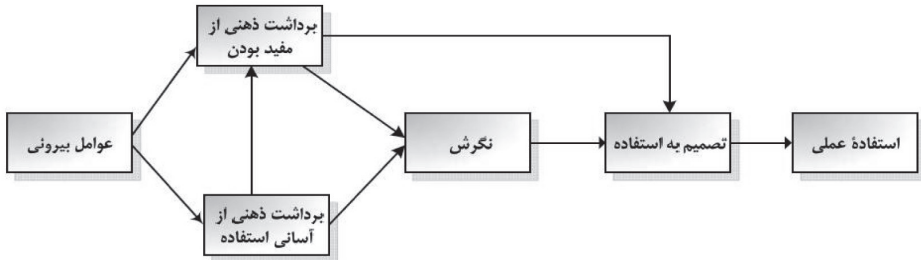 برداشت ذهنی از
مفید بودن
عوامل بیرونی
نگرش
تصمیم به استفاده
استفادهٔ عملی
برداشت ذهنی از
آسانی استفاده